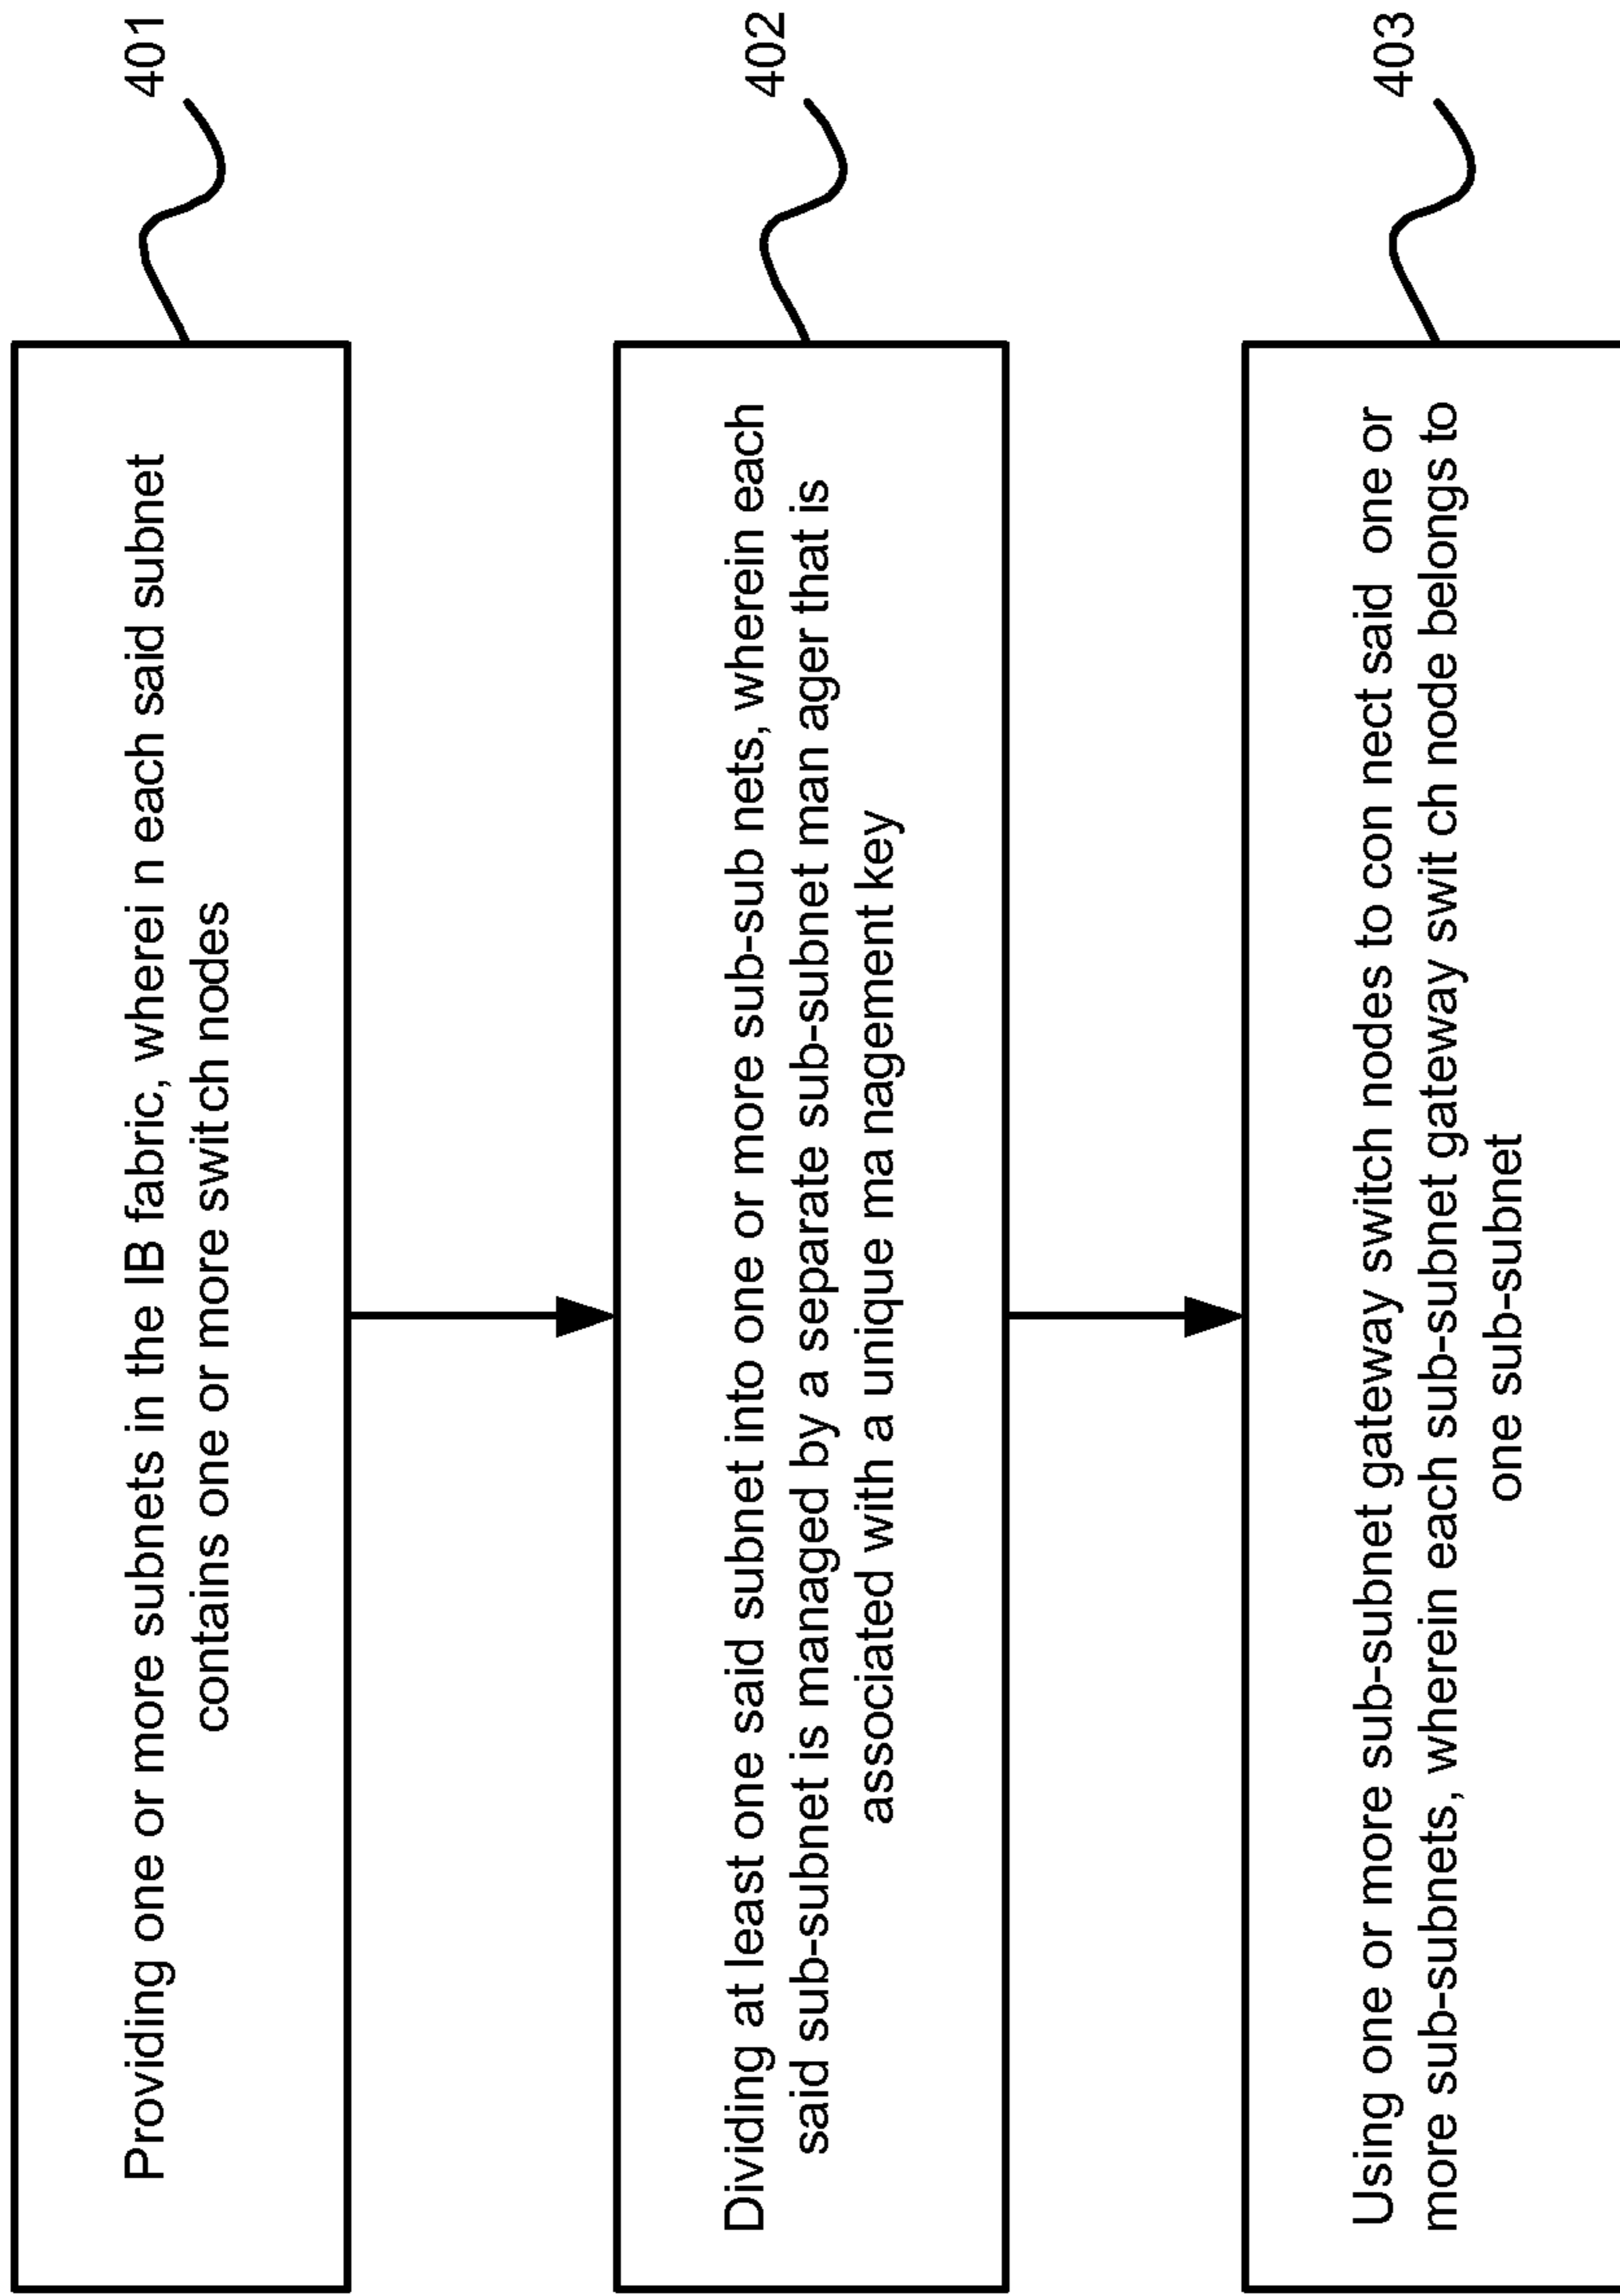 Providing one or more subnets in the IB fabric, wherei n each said subnet
contains one or more swit ch nodes
401
Dividing at least one said subnet into one or more sub-sub nets, wherein each
said sub-subnet is managed by a separate sub-subnet man ager that is
associated with a unique ma nagement key
402
Using one or more sub-subnet gateway switch nodes to con nect said one or
more sub-subnets, wherein each sub-subnet gateway swit ch node belongs to
one sub-subnet
403